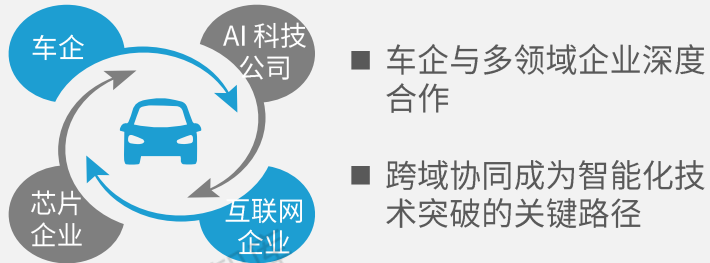 车企
AI 科技
公司
芯片
企业
互联网
企业
■ 车企与多领域企业深度
合作
■ 跨域协同成为智能化技
术突破的关键路径